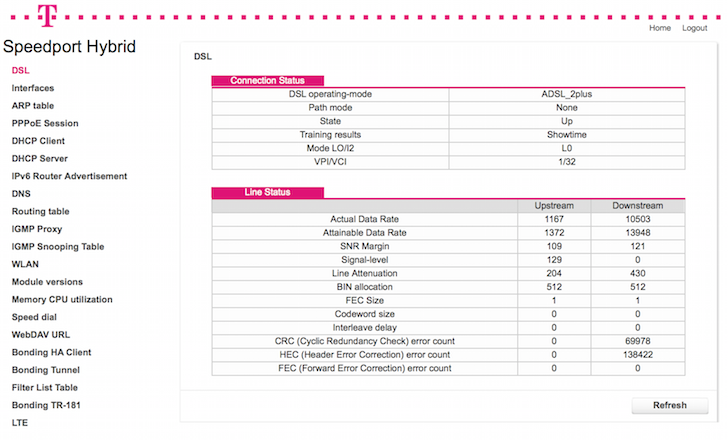 T
Home Logout
Speedport Hybrid
DSL
Interfaces
ARP table
PPPoE Session
DHCP Client
DHCP Server
IPv6 Router Advertisement
DNS
Routing table
IGMP Proxy
IGMP Snooping Table
WLAN
Module versions
Memory CPU utilization
Speed dial
WebDAV URL
Bonding HA Client
Bonding Tunnel
Filter List Table
Bonding TR-181
LTE
DSL
Connection Status
DSL operating-mode ADSL_2plus
Path mode None
State Up
Training results Showtime
Mode LO/I2 L0
VPI/VCI 1/32
Line Status
Upstream Downstream
Actual Data Rate 1167 10503
Attainable Data Rate 1372 13948
SNR Margin 109 121
Signal-level 129 0
Line Attenuation 204 430
BIN allocation 512 512
FEC Size 1 1
Codeword size 0 0
Interleave delay 0 0
CRC (Cyclic Redundancy Check) error count 0 69978
HEC (Header Error Correction) error count 0 138422
FEC (Forward Error Correction) error count 0 0
Refresh